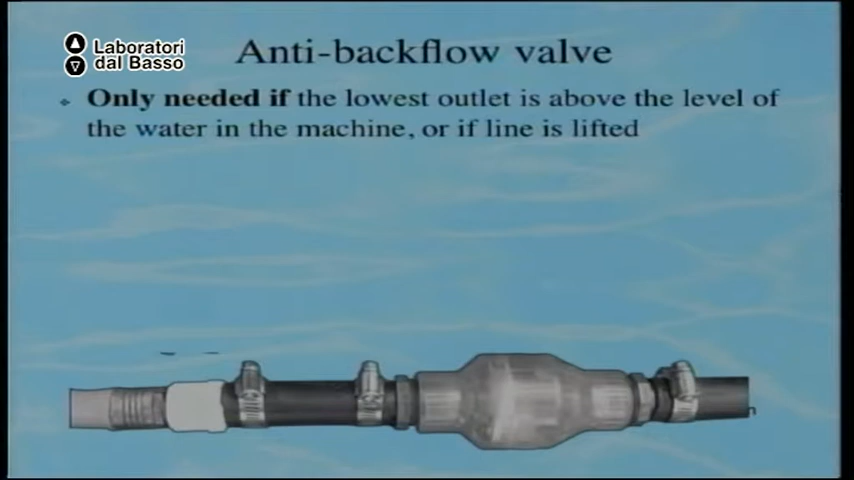 Laboratori
dal Basso
Anti-backflow valve
Only needed if the lowest outlet is above the level of
the water in the machine, or if line is lifted
n